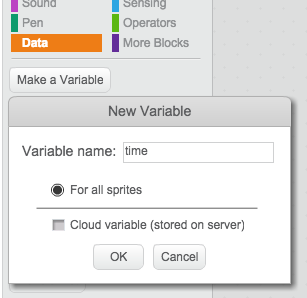 Sound Sensing
Pen Operators
Data More Blocks
Make a Variable
New Variable
Variable name: time
For all sprites
Cloud variable (stored on server)
OK Cancel